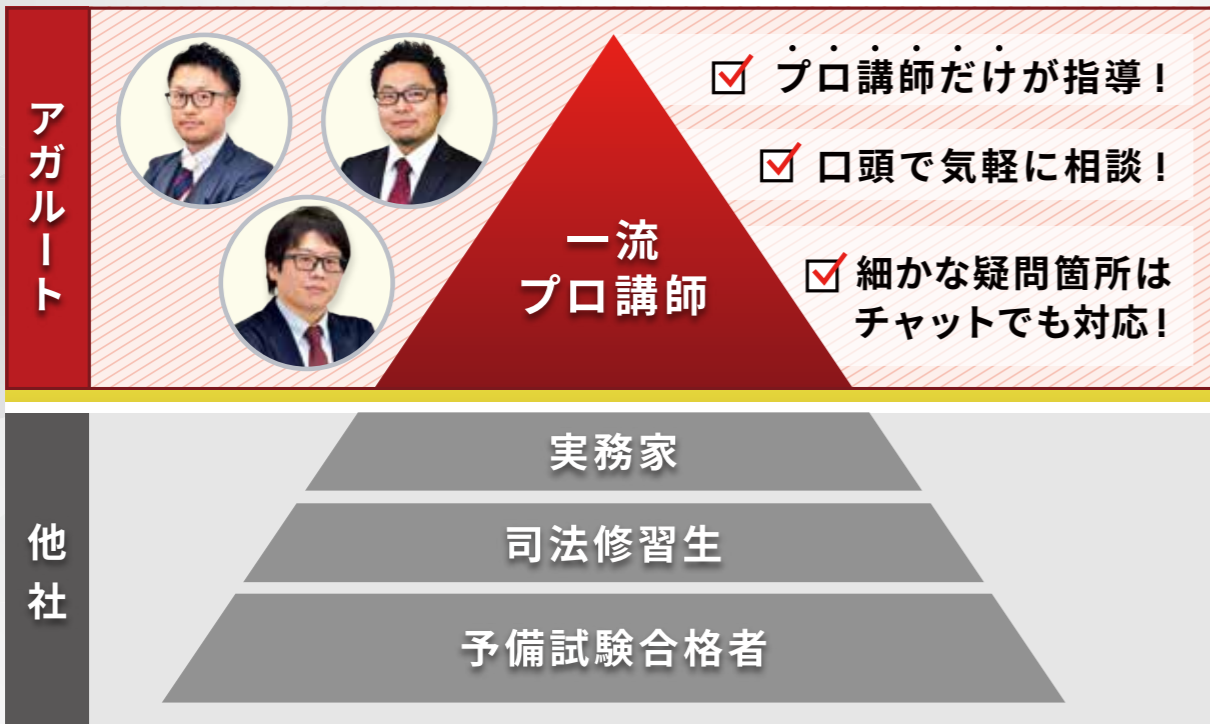 アガルート
プロ講師だけが指導！
口頭で気軽に相談！
細かな疑問箇所は
チャットでも対応！
一流
プロ講師
他社
実務家
司法修習生
予備試験合格者